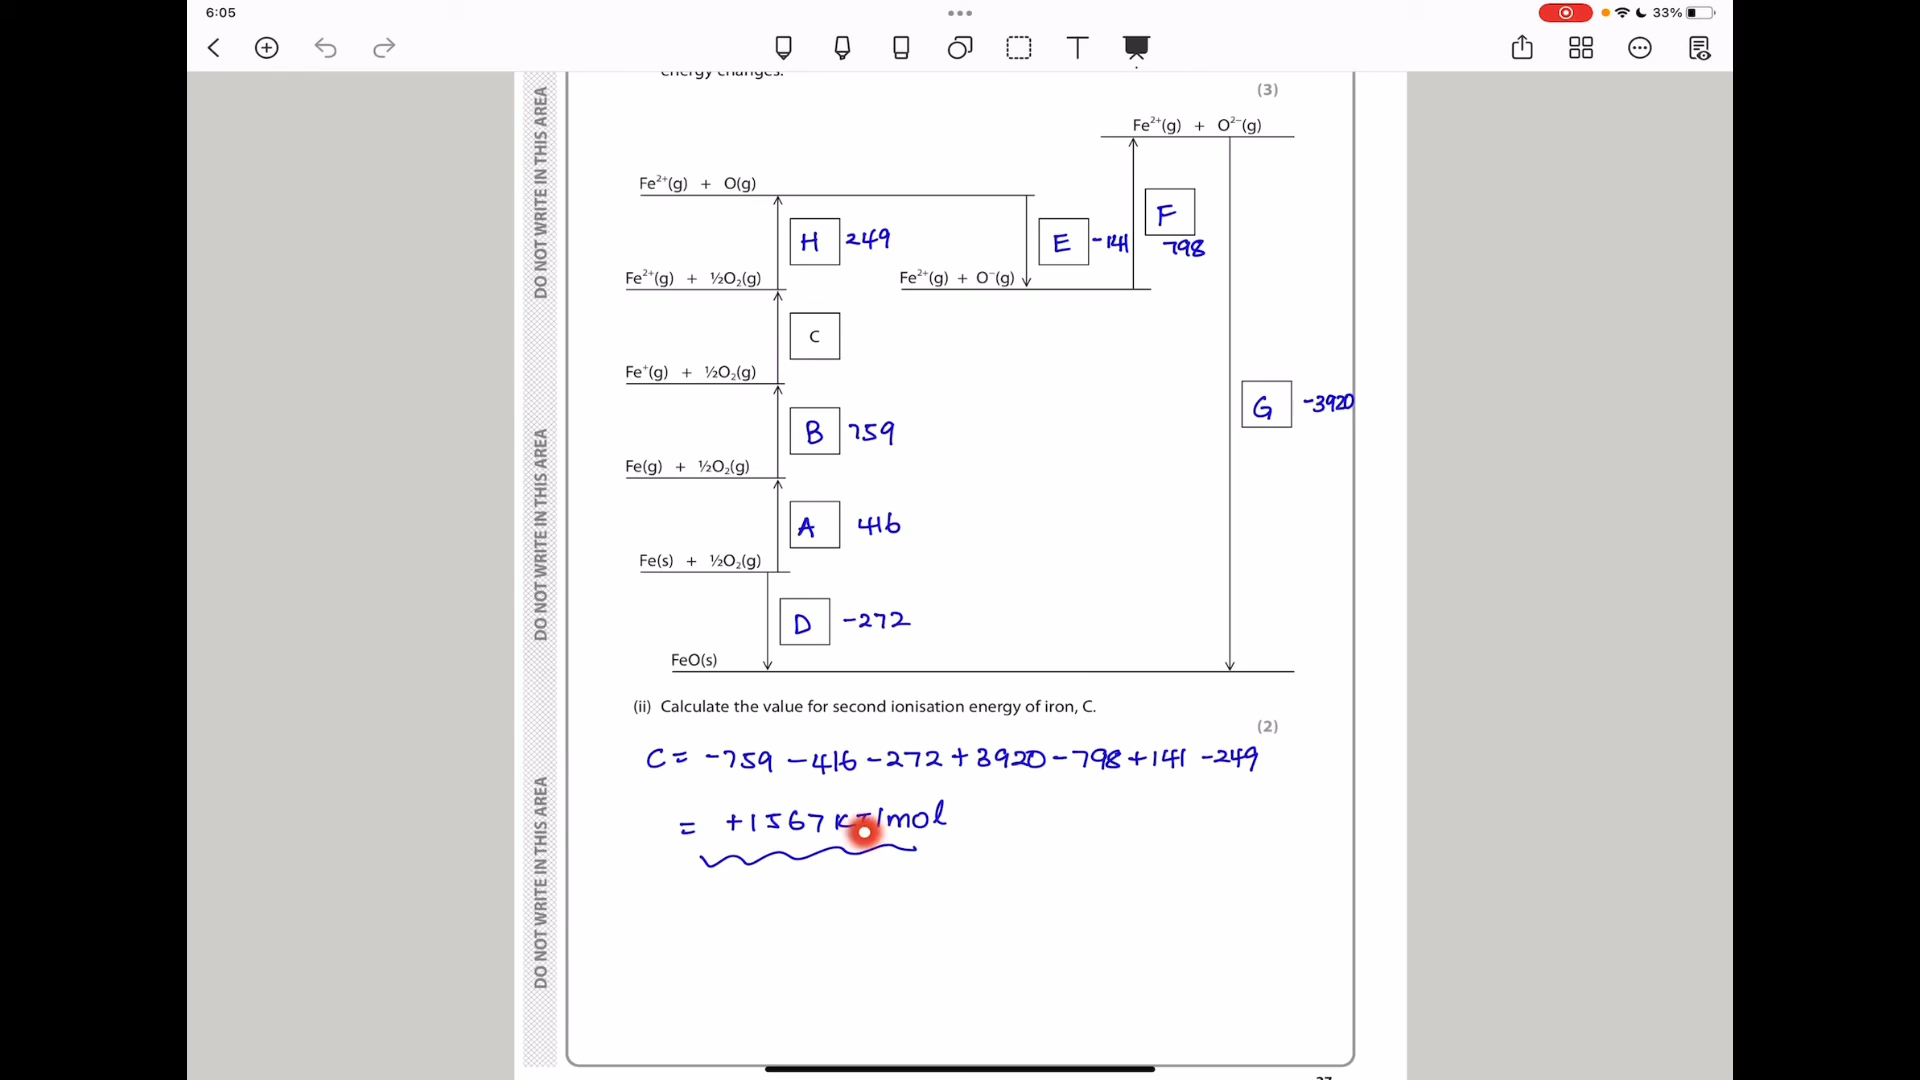 6:05
33%
energy changes.
(3)
Fe²⁺(g) + O²⁻(g)
Fe²⁺(g) + O(g)
F
H 249
E -141
798
Fe²⁺(g) + ½O₂(g)
Fe²⁺(g) + O⁻(g)
C
Fe⁺(g) + ½O₂(g)
G -3920
B 759
Fe(g) + ½O₂(g)
A 416
Fe(s) + ½O₂(g)
D -272
FeO(s)
(ii) Calculate the value for second ionisation energy of iron, C.
(2)
C = -759 -416 -272 +3920 -798 +141 -249
= +1567 KJ/mol
DO NOT WRITE IN THIS AREA
DO NOT WRITE IN THIS AREA
DO NOT WRITE IN THIS AREA